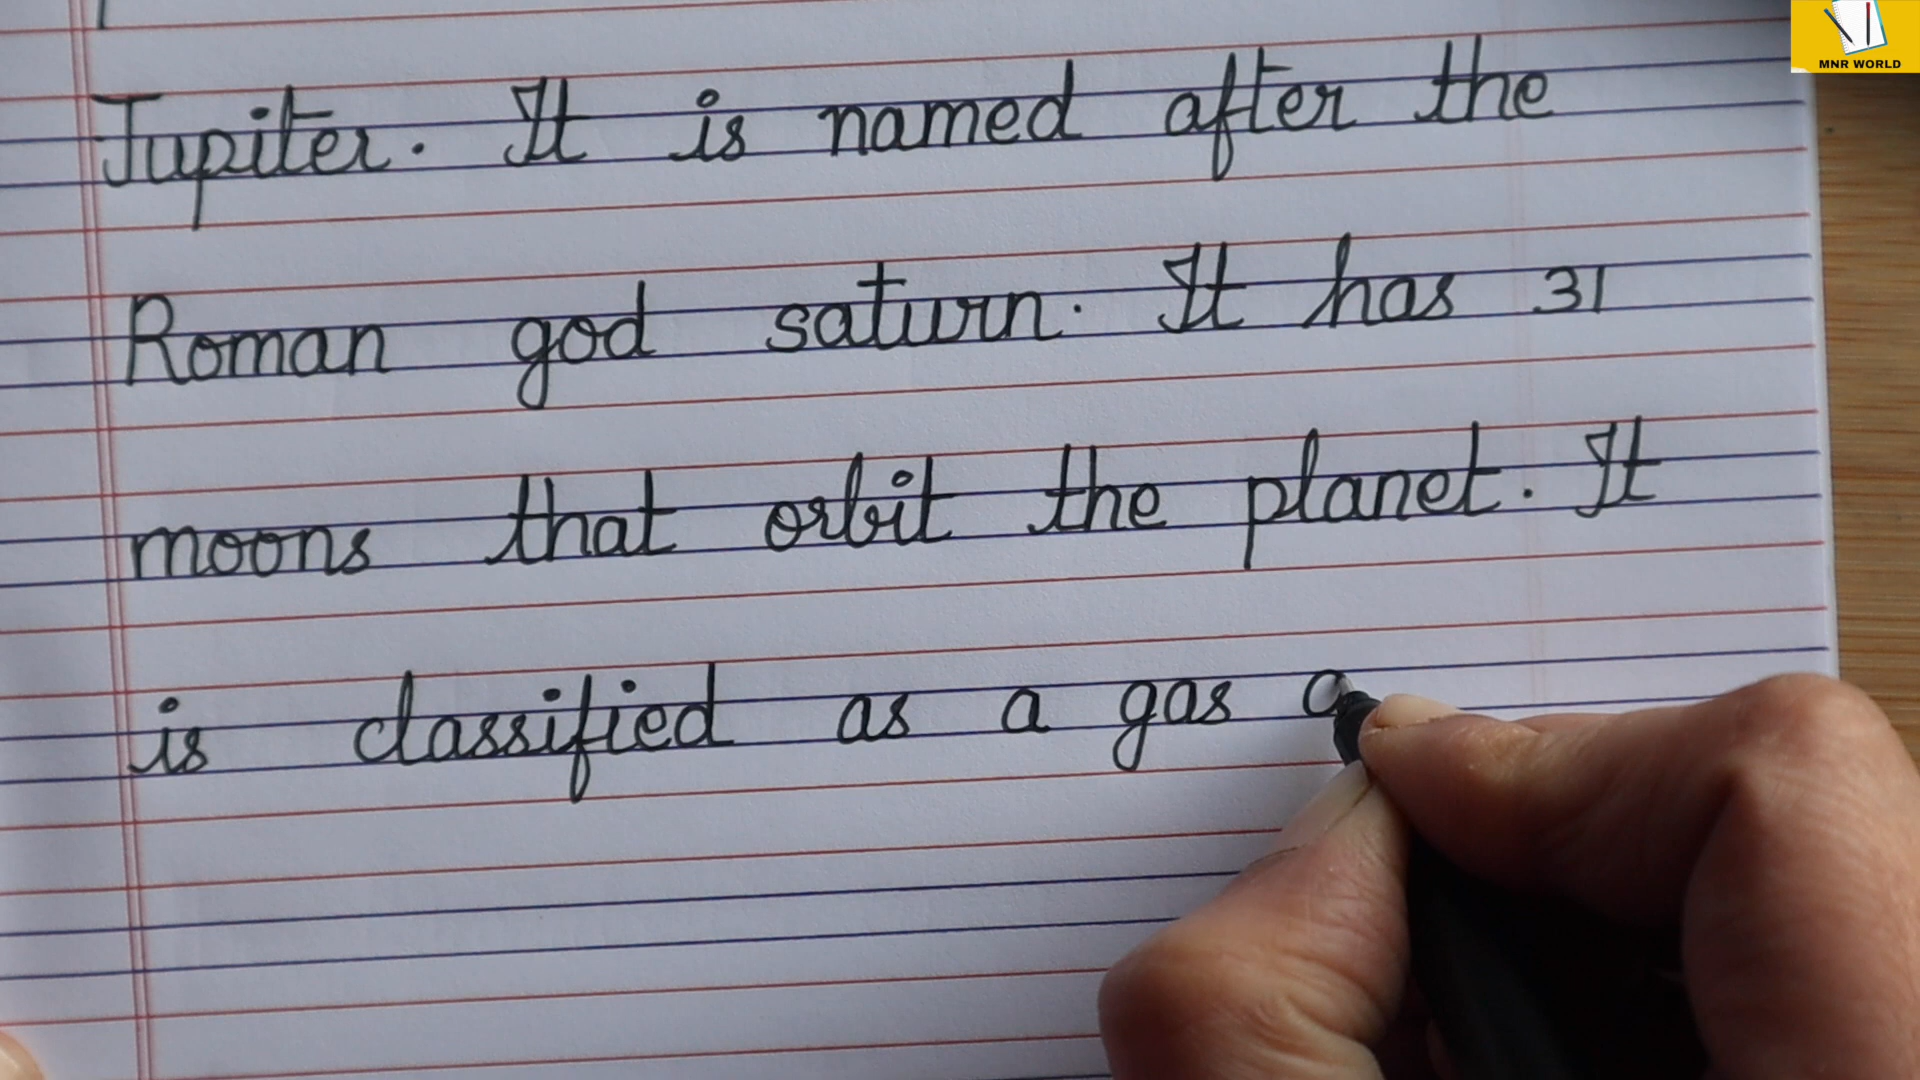 Jupiter. It is named after the
Roman god saturn. It has 31
moons that orbit the planet. It
is classified as a gas
MNR WORLD